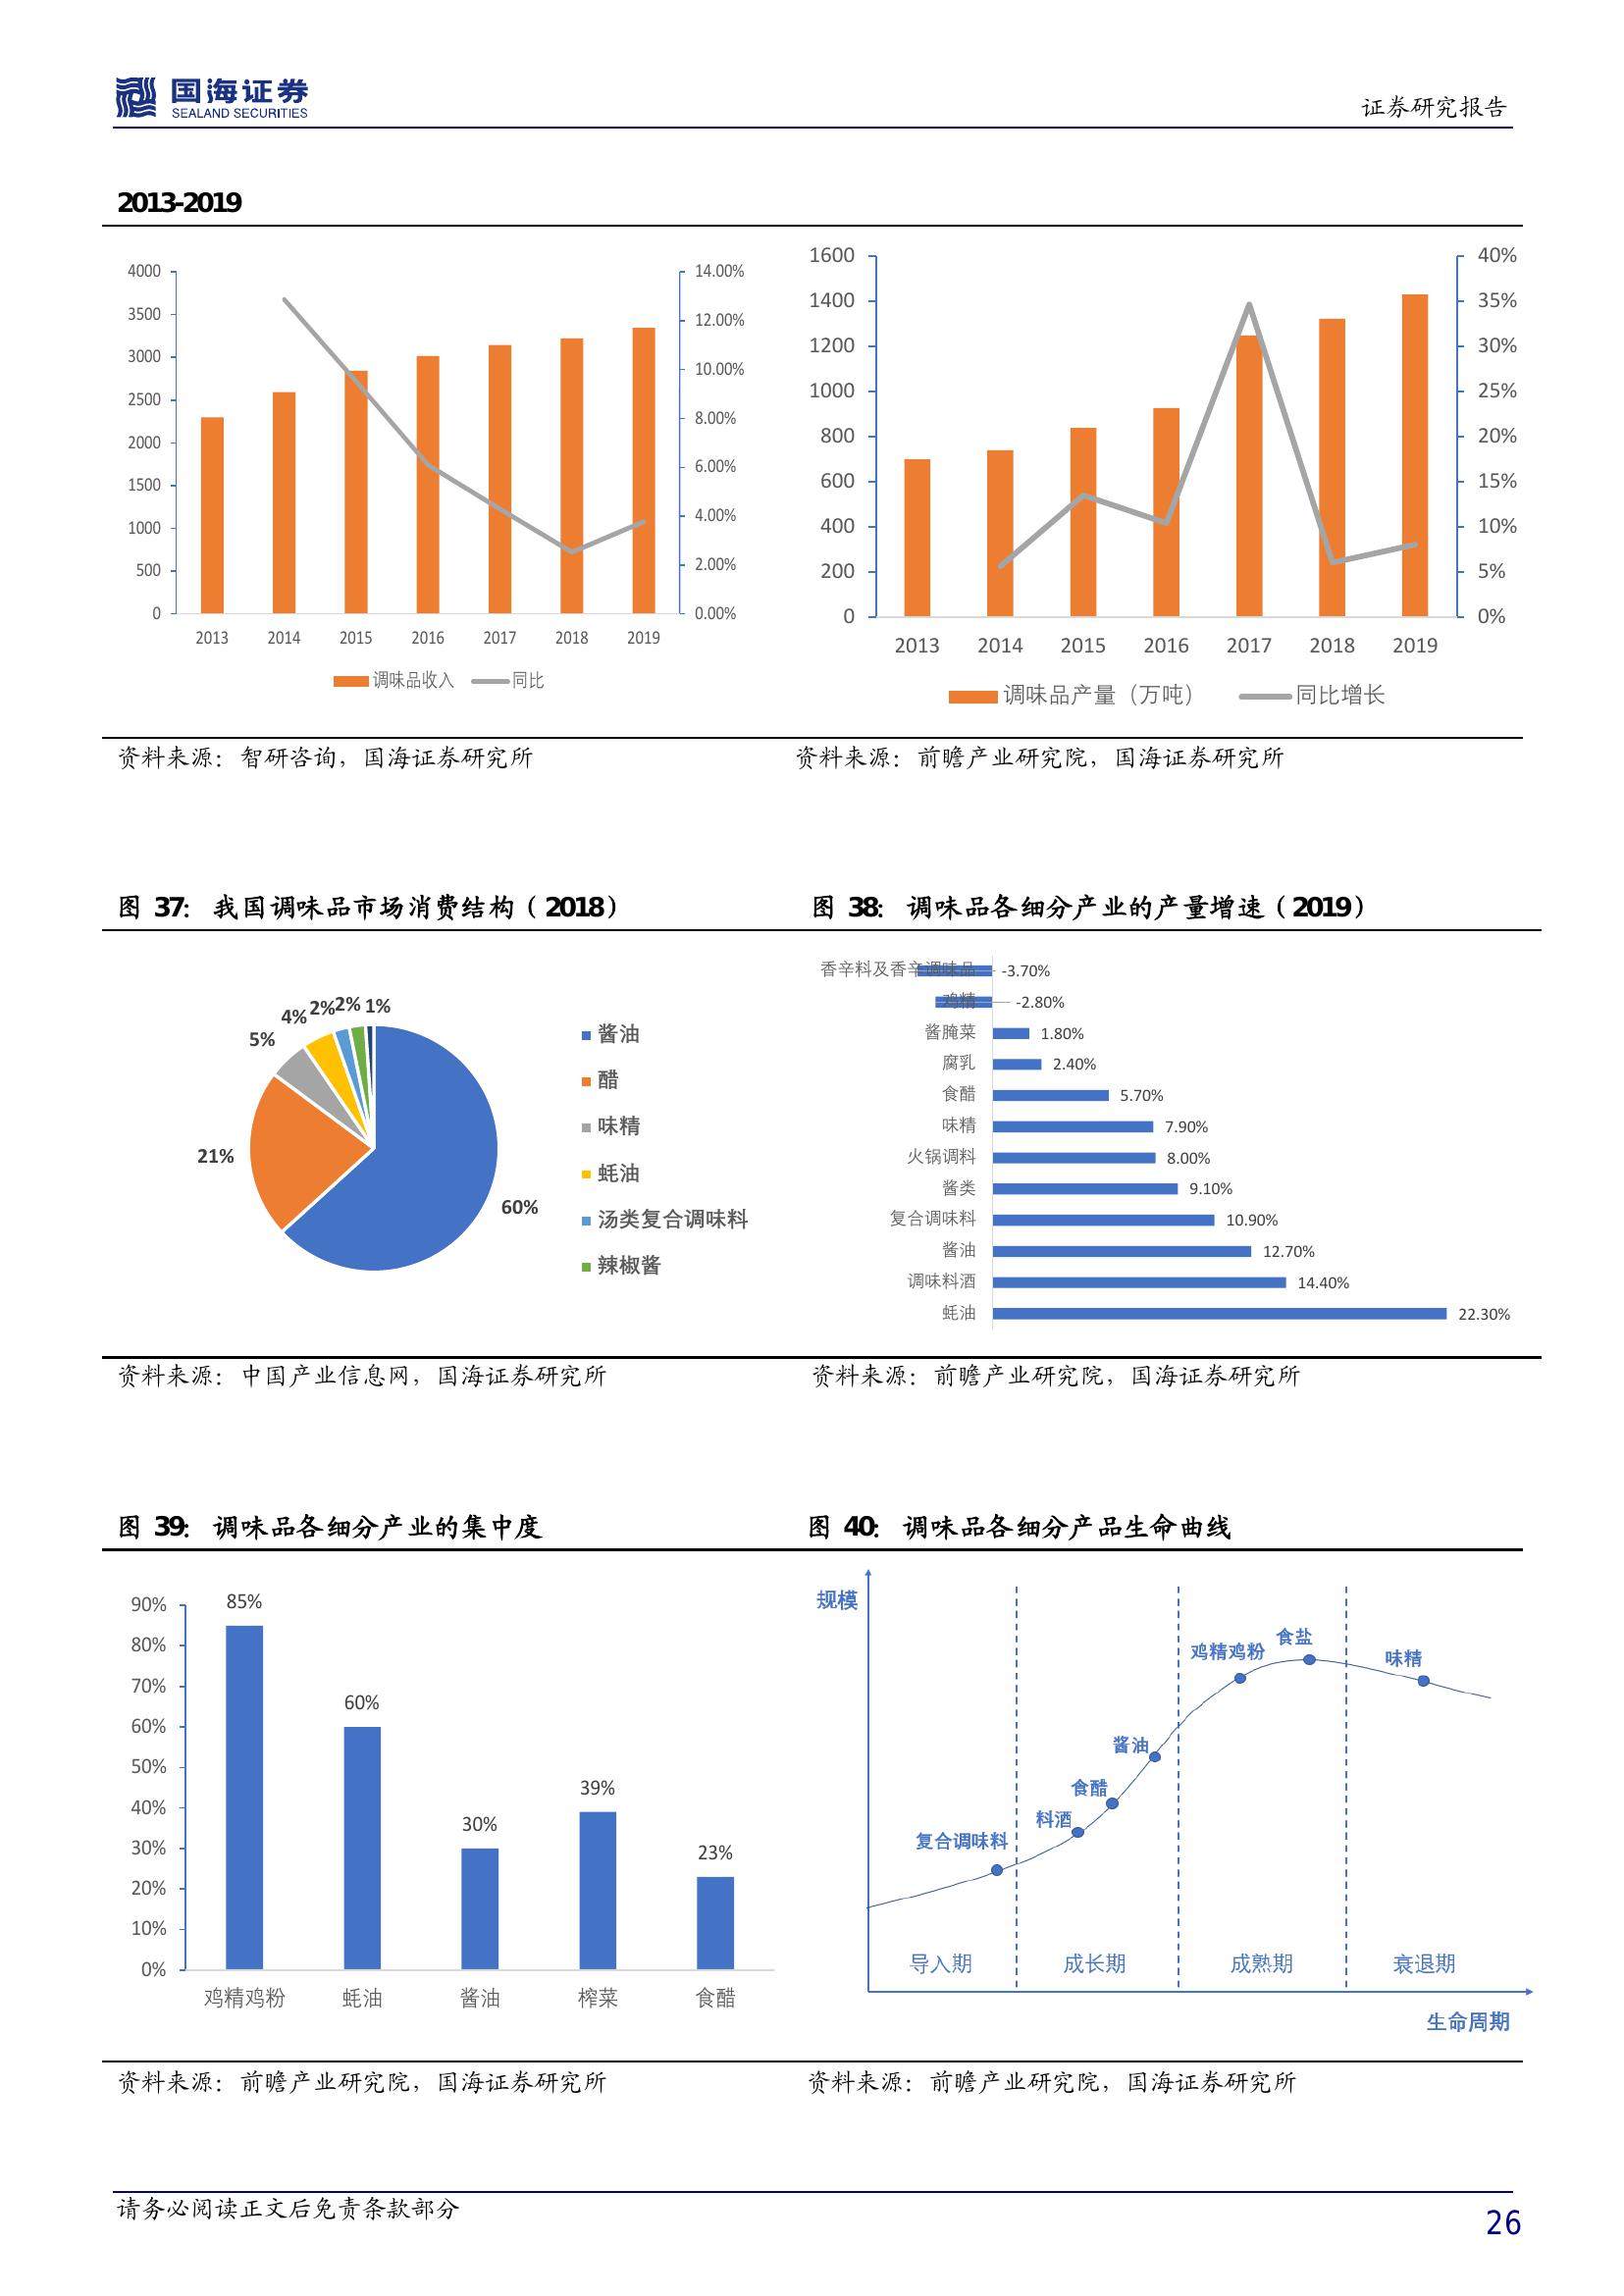 国海证券
SEALAND SECURITIES
证券研究报告
2013-2019
4000
3500
3000
2500
2000
1500
1000
500
0
14.00%
12.00%
10.00%
8.00%
6.00%
4.00%
2.00%
0.00%
2013 2014 2015 2016 2017 2018 2019
调味品收入 同比
1600
1400
1200
1000
800
600
400
200
0
40%
35%
30%
25%
20%
15%
10%
5%
0%
2013 2014 2015 2016 2017 2018 2019
调味品产量（万吨） 同比增长
资料来源：智研咨询，国海证券研究所
资料来源：前瞻产业研究院，国海证券研究所
图 37: 我国调味品市场消费结构（2018）
60%
21%
5%
4%
2%
2%
1%
酱油
醋
味精
蚝油
汤类复合调味料
辣椒酱
图 38: 调味品各细分产业的产量增速（2019）
香辛料及香辛调味品 -3.70%
鸡精 -2.80%
酱腌菜 1.80%
腐乳 2.40%
食醋 5.70%
味精 7.90%
火锅调料 8.00%
酱类 9.10%
复合调味料 10.90%
酱油 12.70%
调味料酒 14.40%
蚝油 22.30%
资料来源：中国产业信息网，国海证券研究所
资料来源：前瞻产业研究院，国海证券研究所
图 39: 调味品各细分产业的集中度
90%
80%
70%
60%
50%
40%
30%
20%
10%
0%
85%
60%
30%
39%
23%
鸡精鸡粉 蚝油 酱油 榨菜 食醋
图 40: 调味品各细分产品生命曲线
规模
复合调味料
料酒
食醋
酱油
鸡精鸡粉
食盐
味精
导入期 成长期 成熟期 衰退期
生命周期
资料来源：前瞻产业研究院，国海证券研究所
资料来源：前瞻产业研究院，国海证券研究所
请务必阅读正文后免责条款部分
26